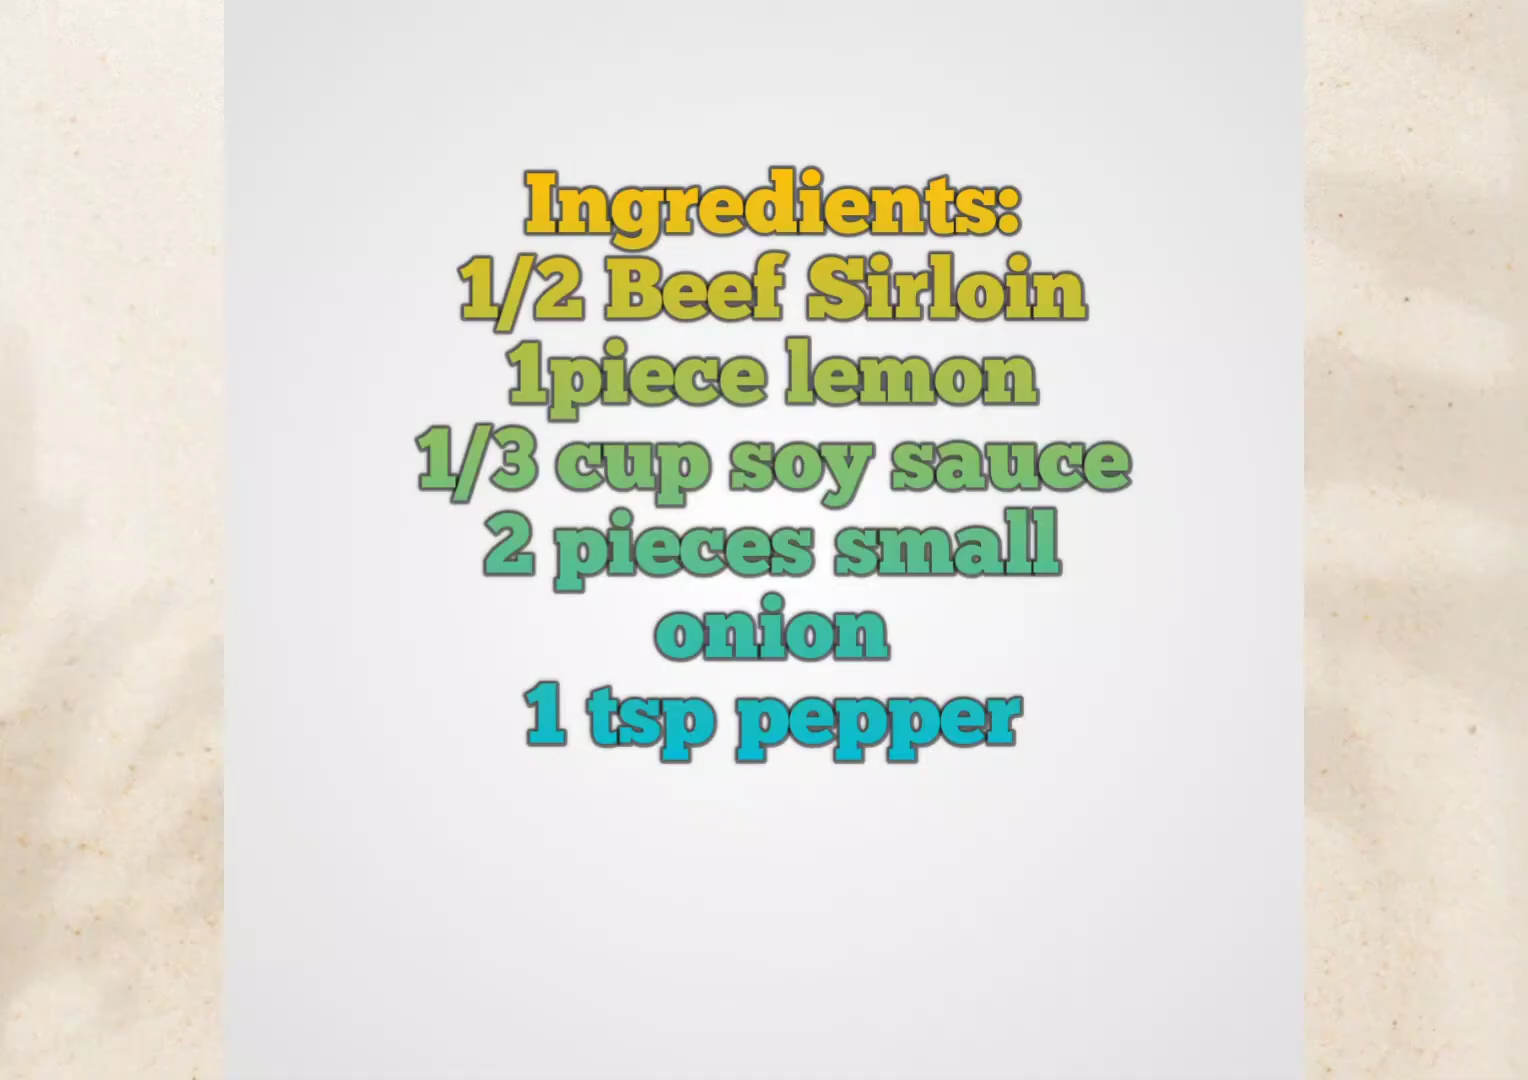 Ingredients:
1/2 Beef Sirloin
1piece lemon
1/3 cup soy sauce
2 pieces small
onion
1 tsp pepper